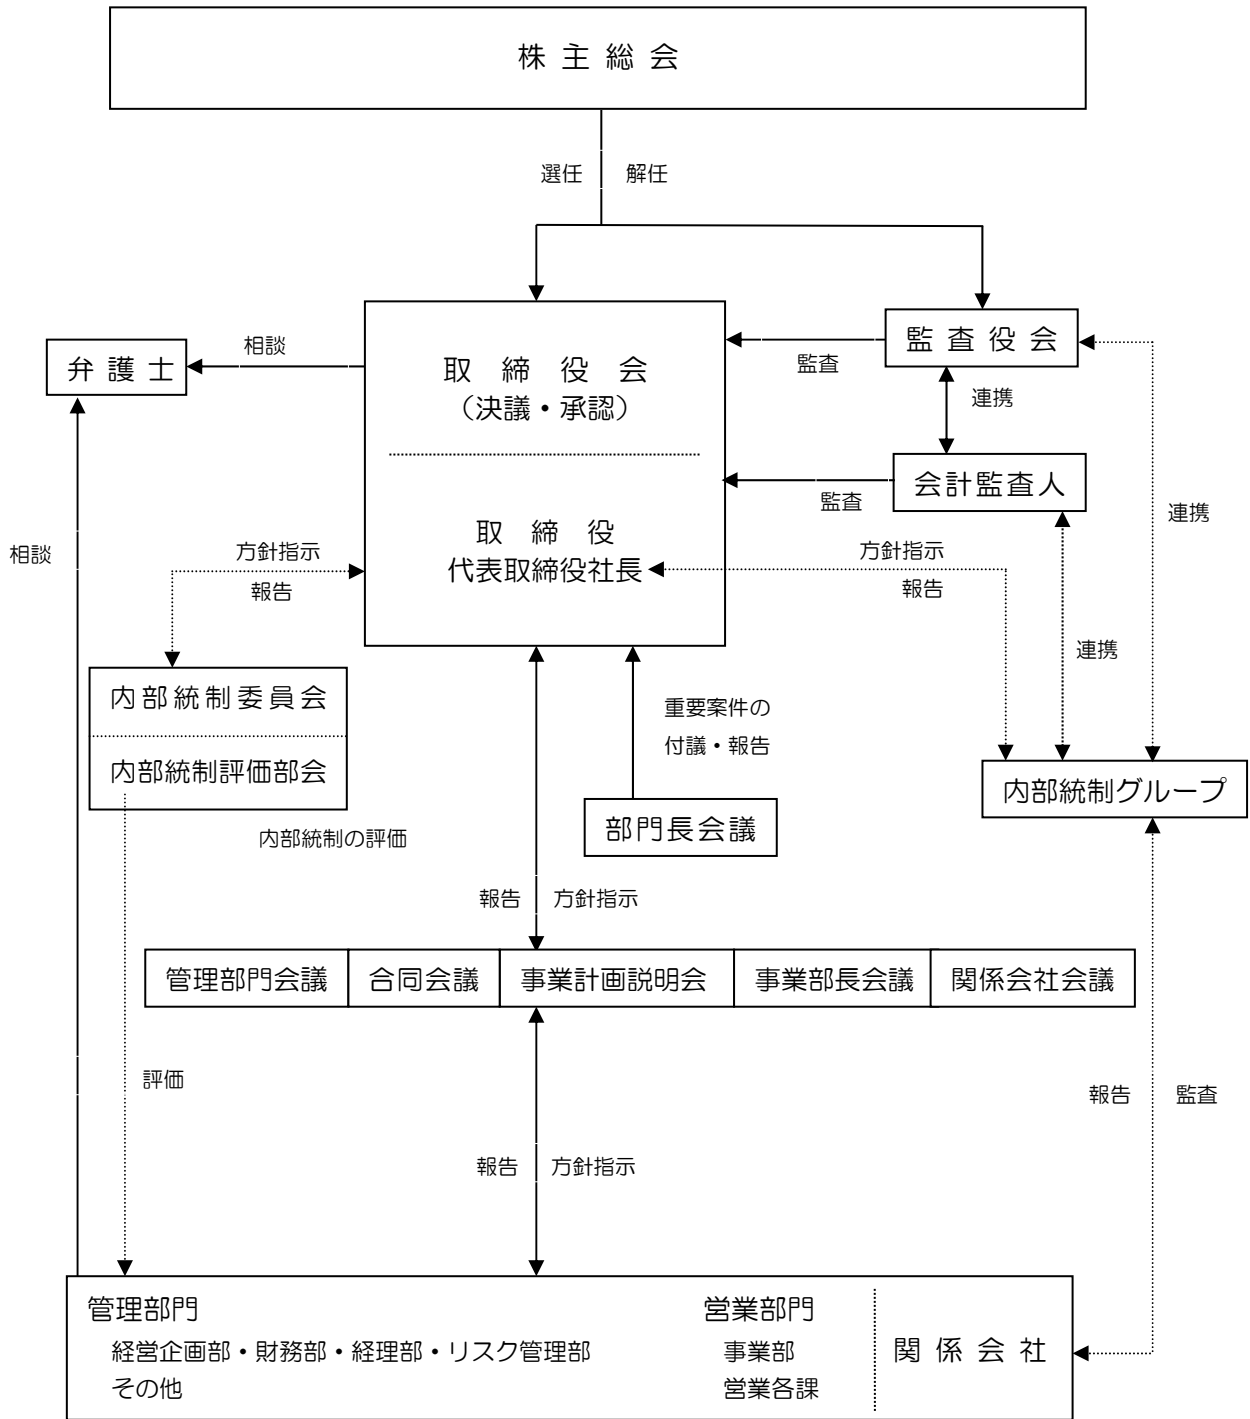 株主総会
選任 解任
取締役会
（決議・承認）
取締役
代表取締役社長
監査役会
監査
連携
会計監査人
監査
連携
連携
弁護士
相談
相談
方針指示
報告
方針指示
報告
内部統制委員会
内部統制評価部会
内部統制の評価
重要案件の
付議・報告
部門長会議
内部統制グループ
報告 方針指示
管理部門会議 合同会議 事業計画説明会 事業部長会議 関係会社会議
評価
報告 方針指示
報告 監査
管理部門
経営企画部・財務部・経理部・リスク管理部
その他
営業部門
事業部
営業各課
関係会社